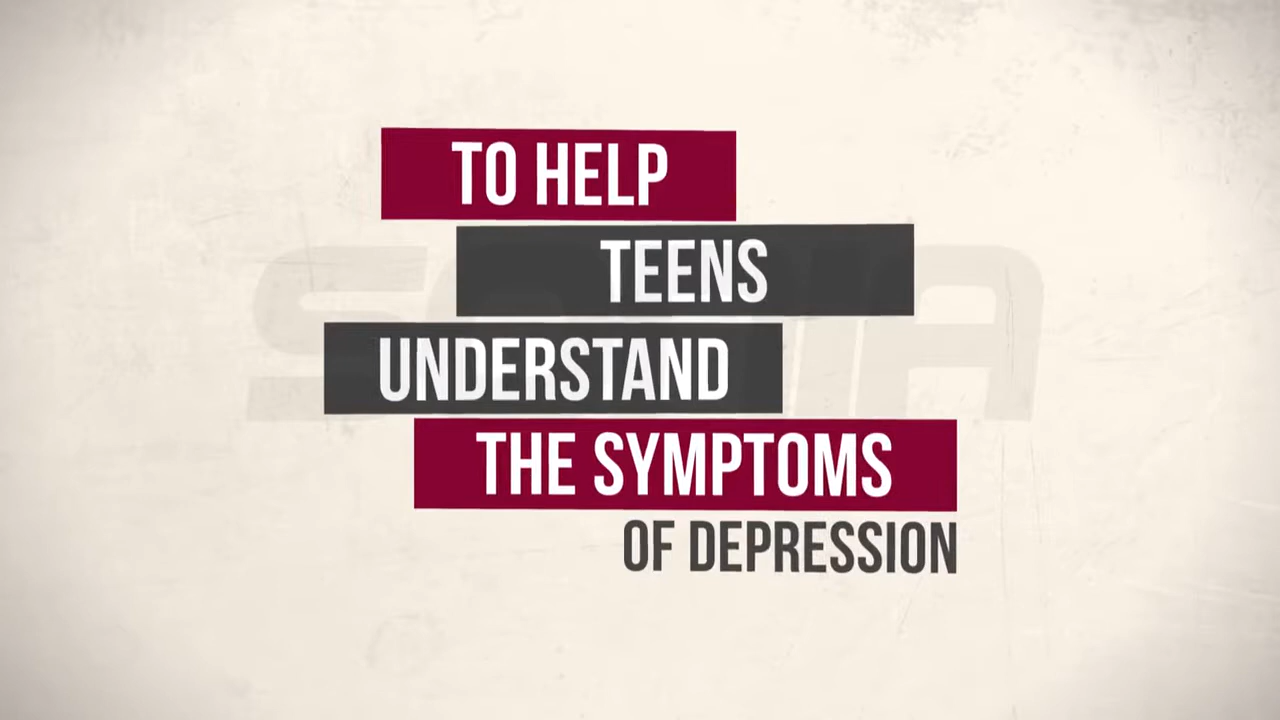 TO HELP
TEENS
UNDERSTAND
THE SYMPTOMS
OF DEPRESSION